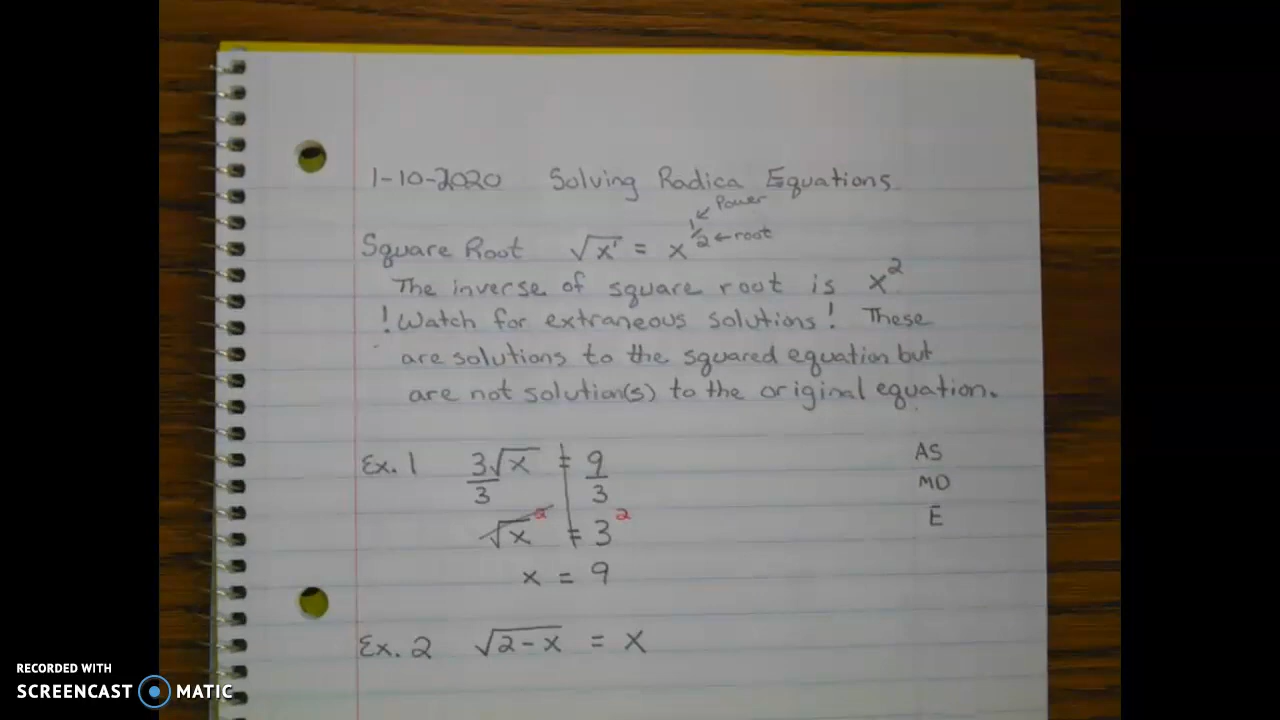 1-10-2020 Solving Radica Equations
Square Root √x¹ = x^1/2 ← Power ← root
The inverse of square root is x²
! Watch for extraneous solutions! These
are solutions to the squared equation but
are not solution(s) to the original equation.
Ex. 1 3√x = 9 AS
3 3 MD
√x² = 3² E
x = 9
Ex. 2 √2-x = x
RECORDED WITH
SCREENCAST MATIC